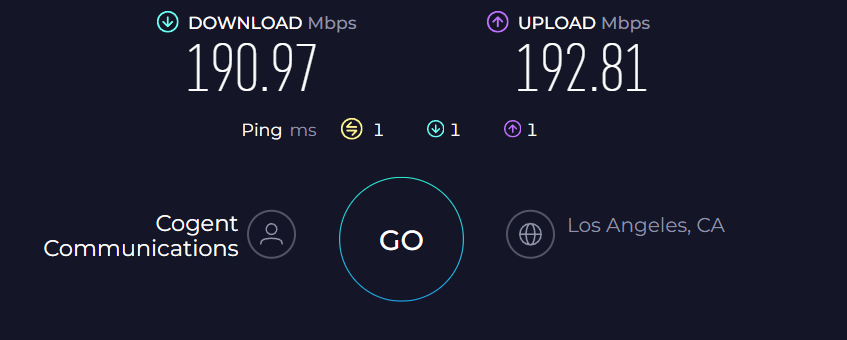 DOWNLOAD Mbps UPLOAD Mbps
190.97 192.81
Ping ms 1 1 1
Cogent
Communications
GO
Los Angeles, CA